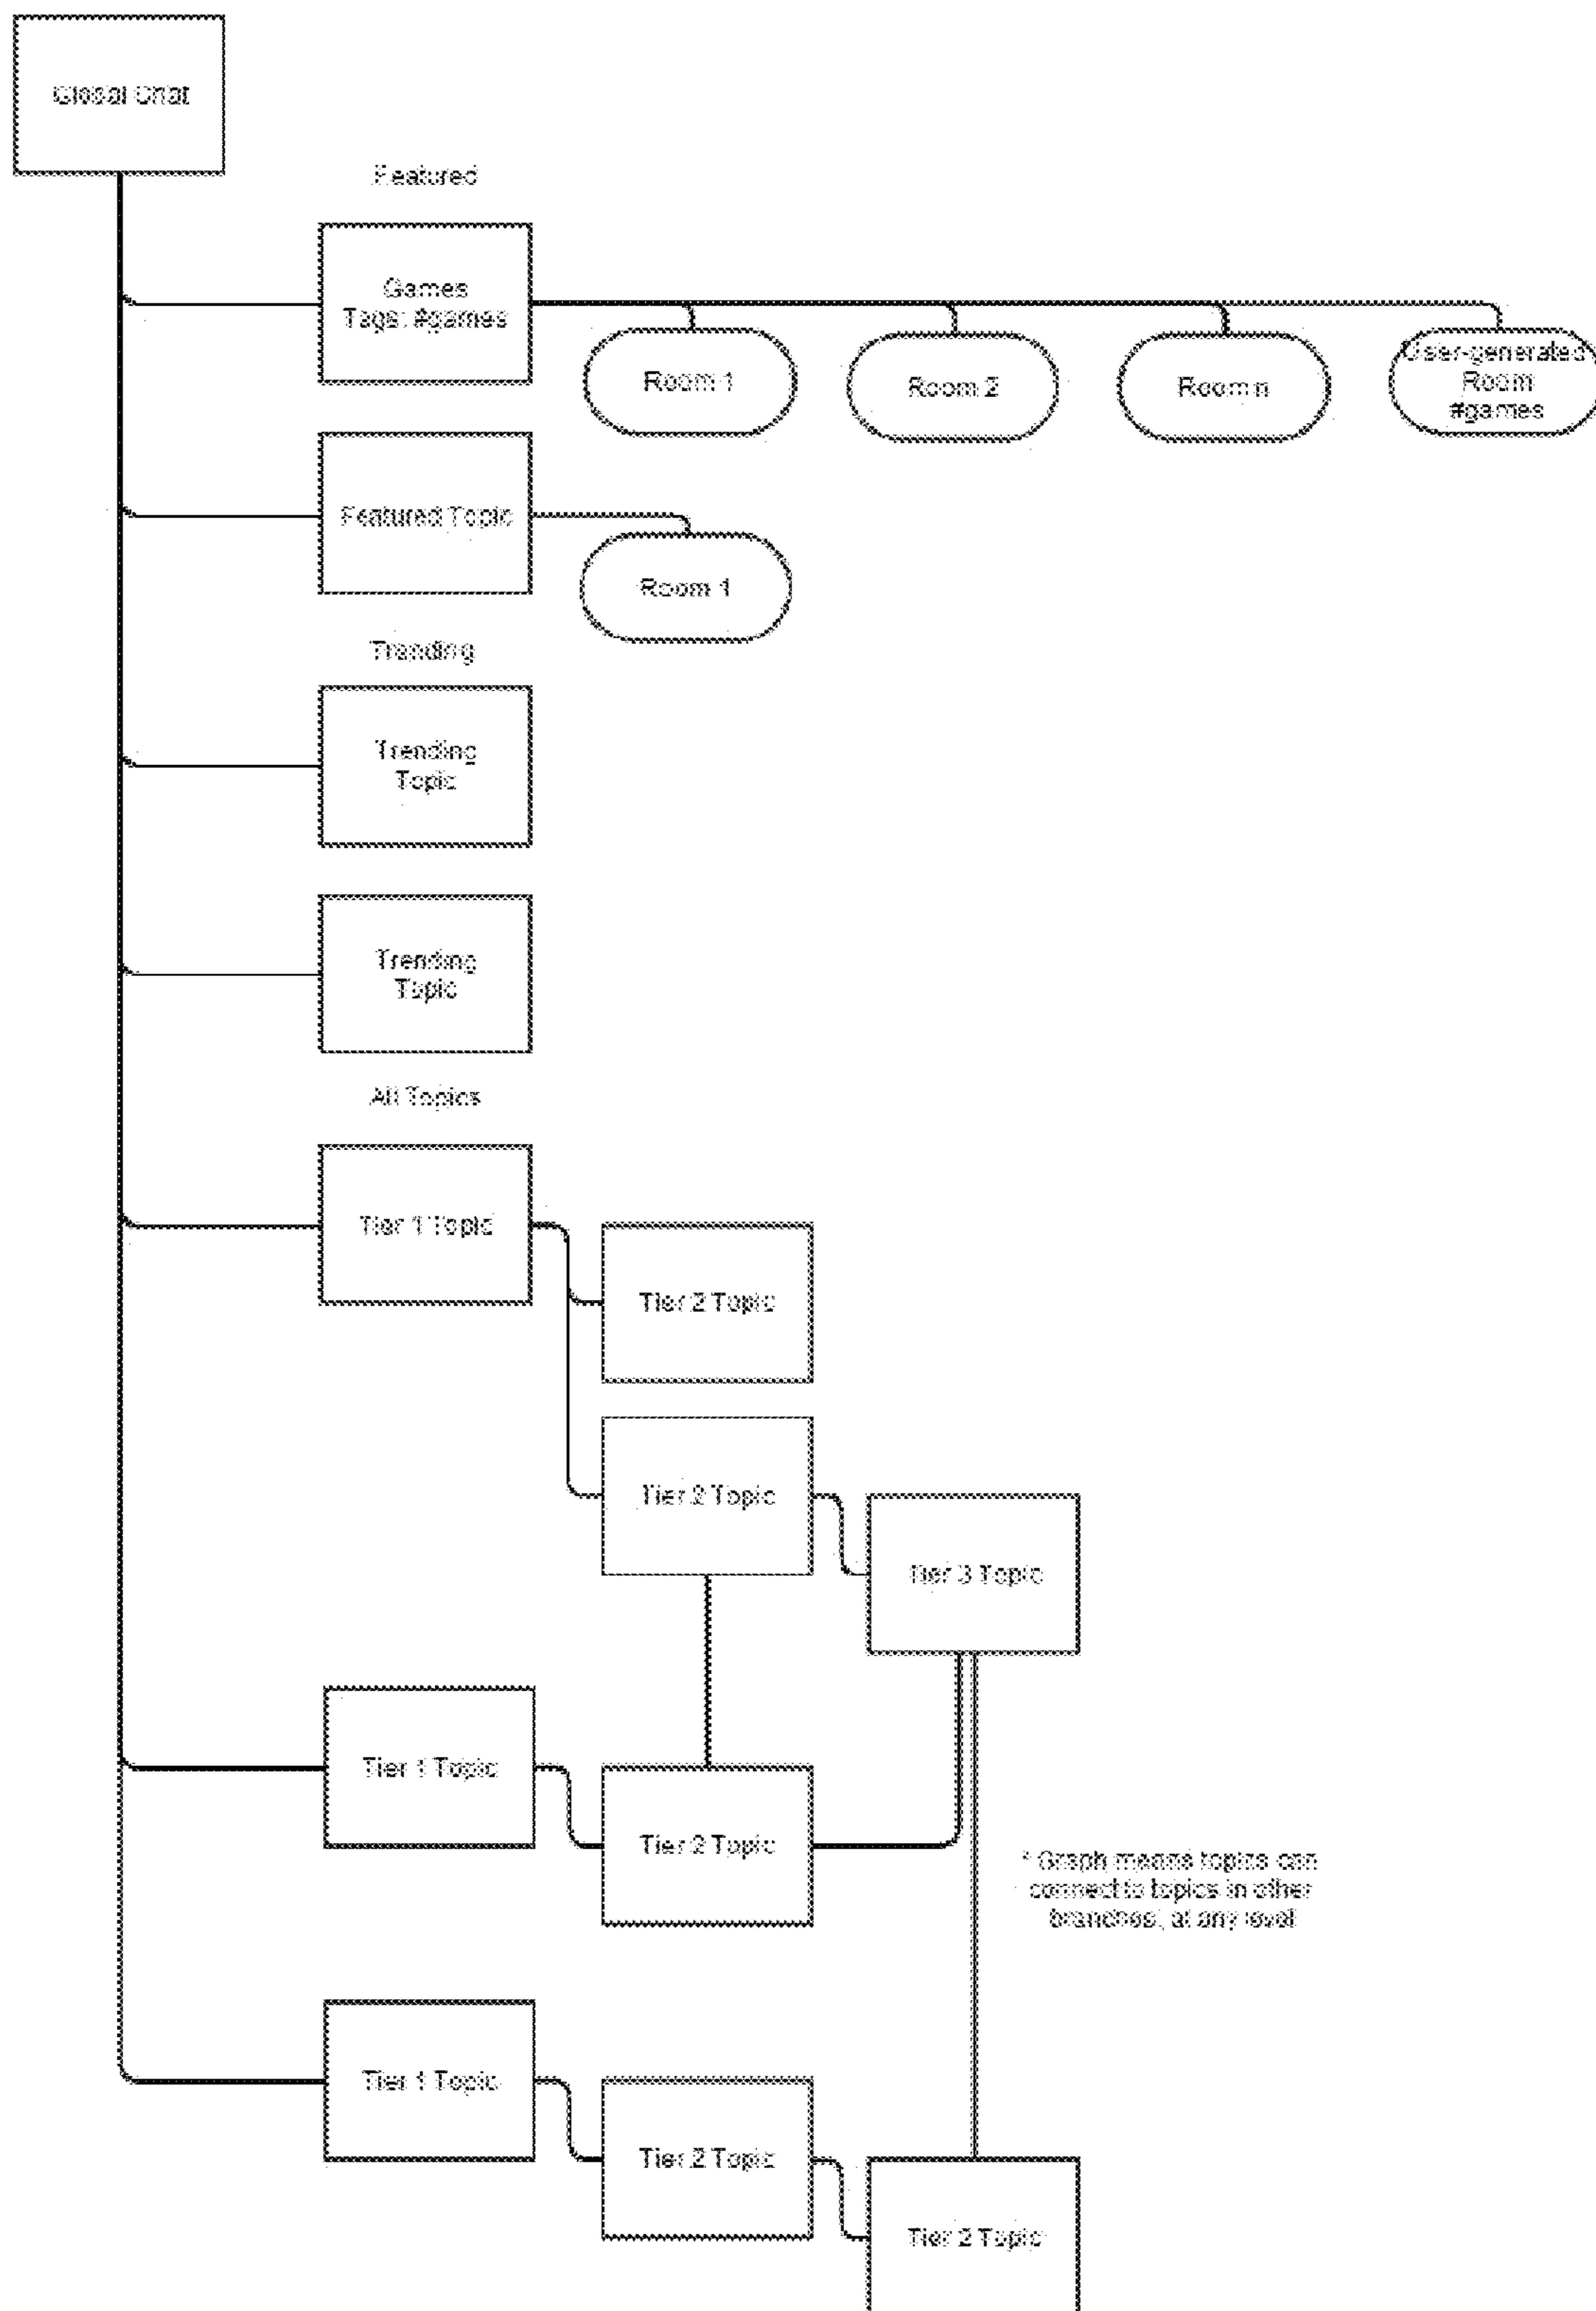 Global Chat
Featured
Games
Tags: #games
Room 1
Room 2
Room n
User-generated
Room
#games
Featured Topic
Room 1
Trending
Trending
Topic
Trending
Topic
All Topics
Tier 1 Topic
Tier 2 Topic
Tier 2 Topic
Tier 3 Topic
Tier 1 Topic
Tier 2 Topic
* Graph means topics can
connect to topics in other
branches, at any level
Tier 1 Topic
Tier 2 Topic
Tier 2 Topic